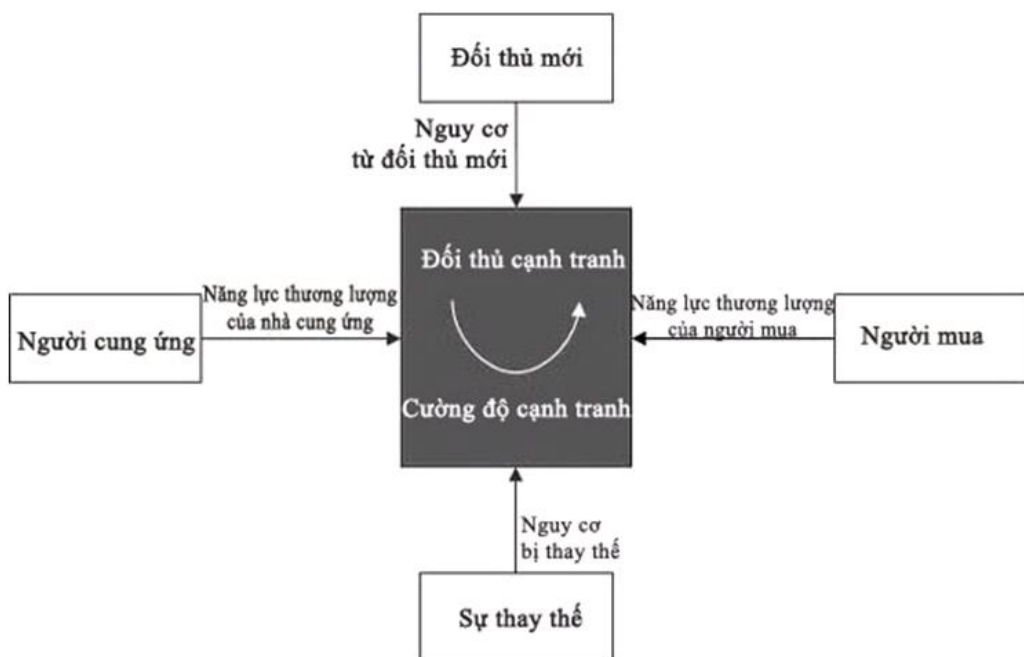 Đối thủ mới
Nguy cơ
từ đối thủ mới
Đối thủ cạnh tranh
Năng lực thương lượng
của nhà cung ứng
Người cung ứng
Năng lực thương lượng
của người mua
Người mua
Cường độ cạnh tranh
Nguy cơ
bị thay thế
Sự thay thế